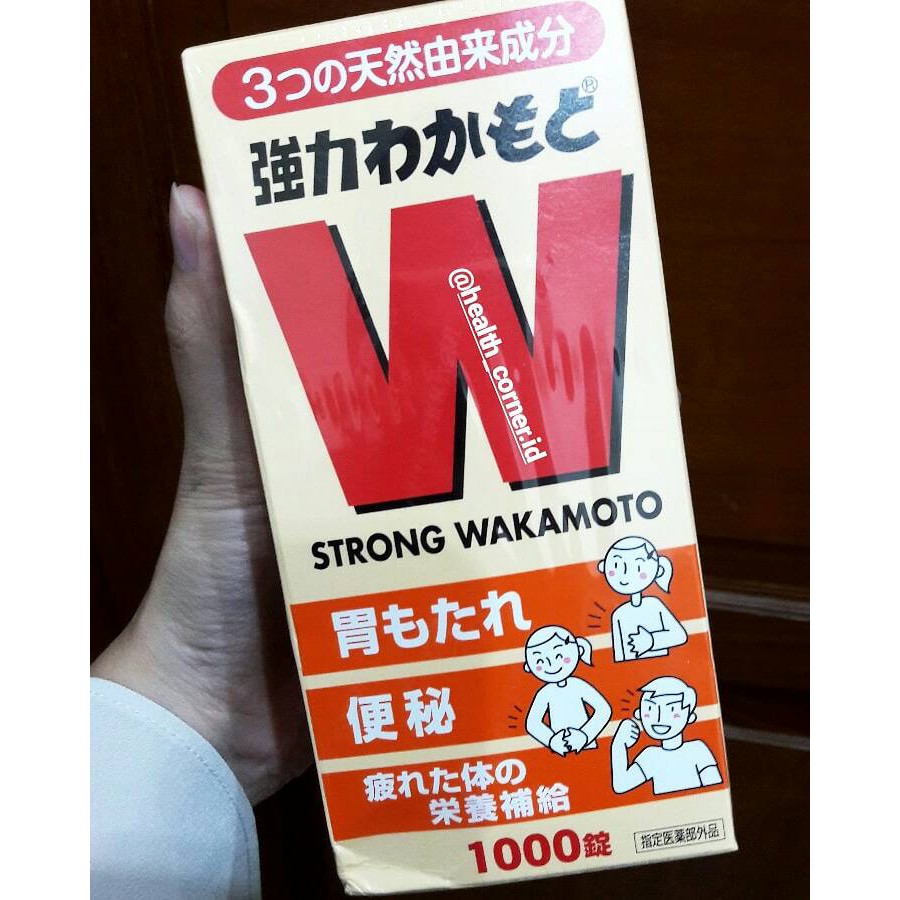 3つの天然由来成分
強力わかもと®
W
@health_corner.id
STRONG WAKAMOTO
胃もたれ
便秘
疲れた体の
栄養補給
1000錠
指定医薬部外品